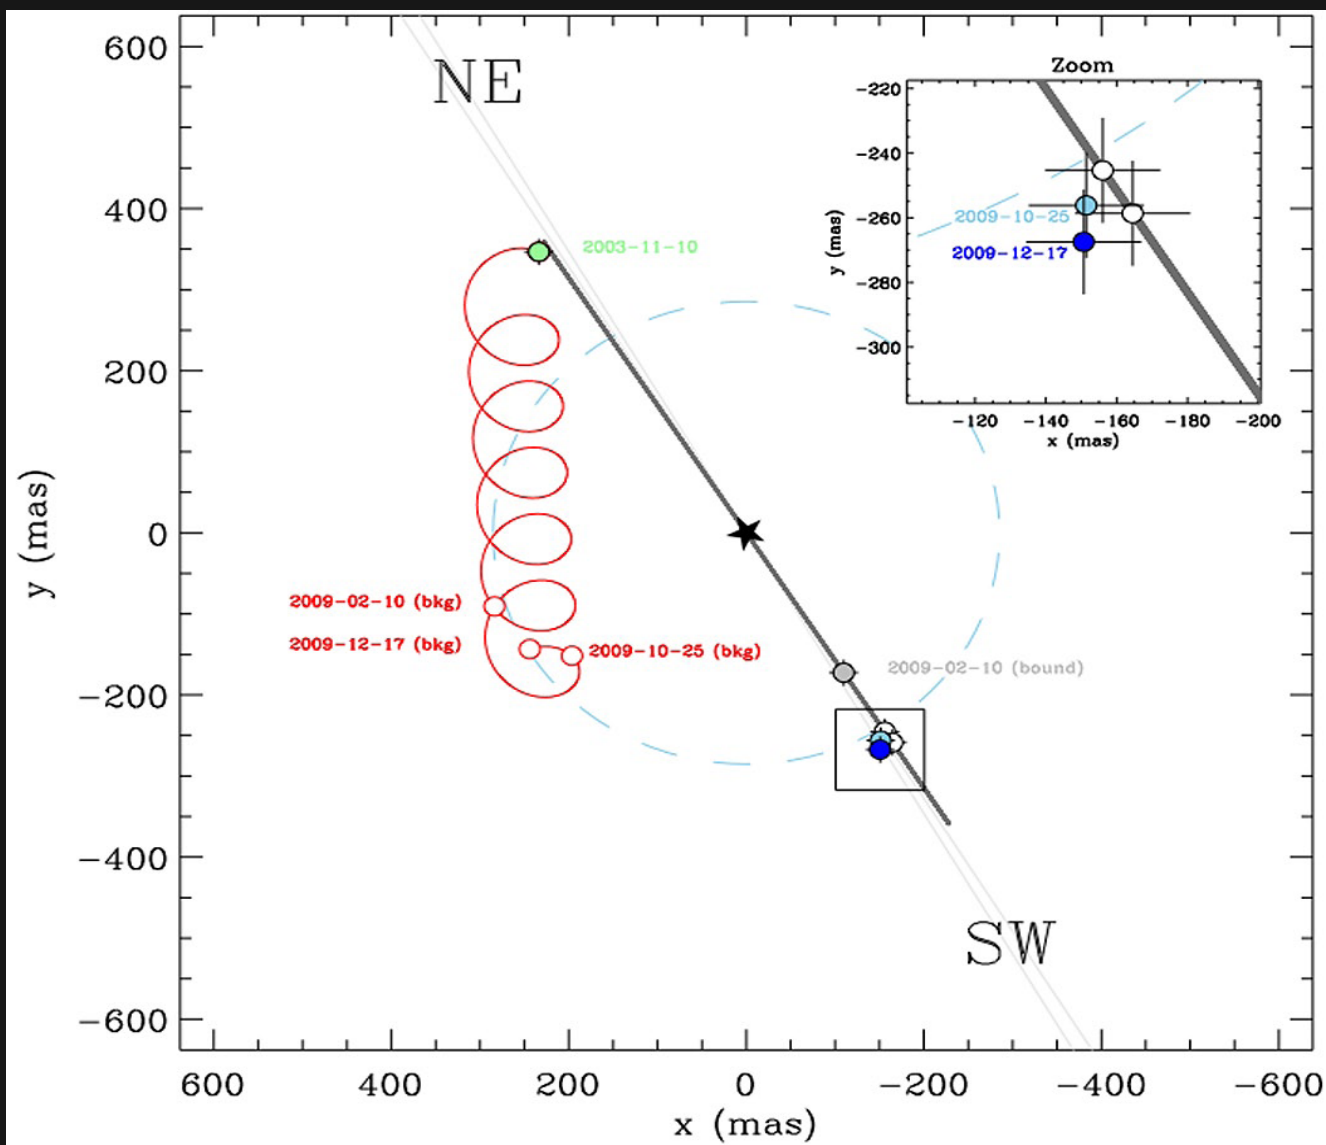 NE
Zoom
2003-11-10
2009-10-25
2009-12-17
y (mas)
-220
-240
-260
-280
-300
-120 -140 -160 -180 -200
x (mas)
2009-02-10 (bkg)
2009-12-17 (bkg)
2009-10-25 (bkg)
2009-02-10 (bound)
SW
y (mas)
600
400
200
0
-200
-400
-600
600 400 200 0 -200 -400 -600
x (mas)